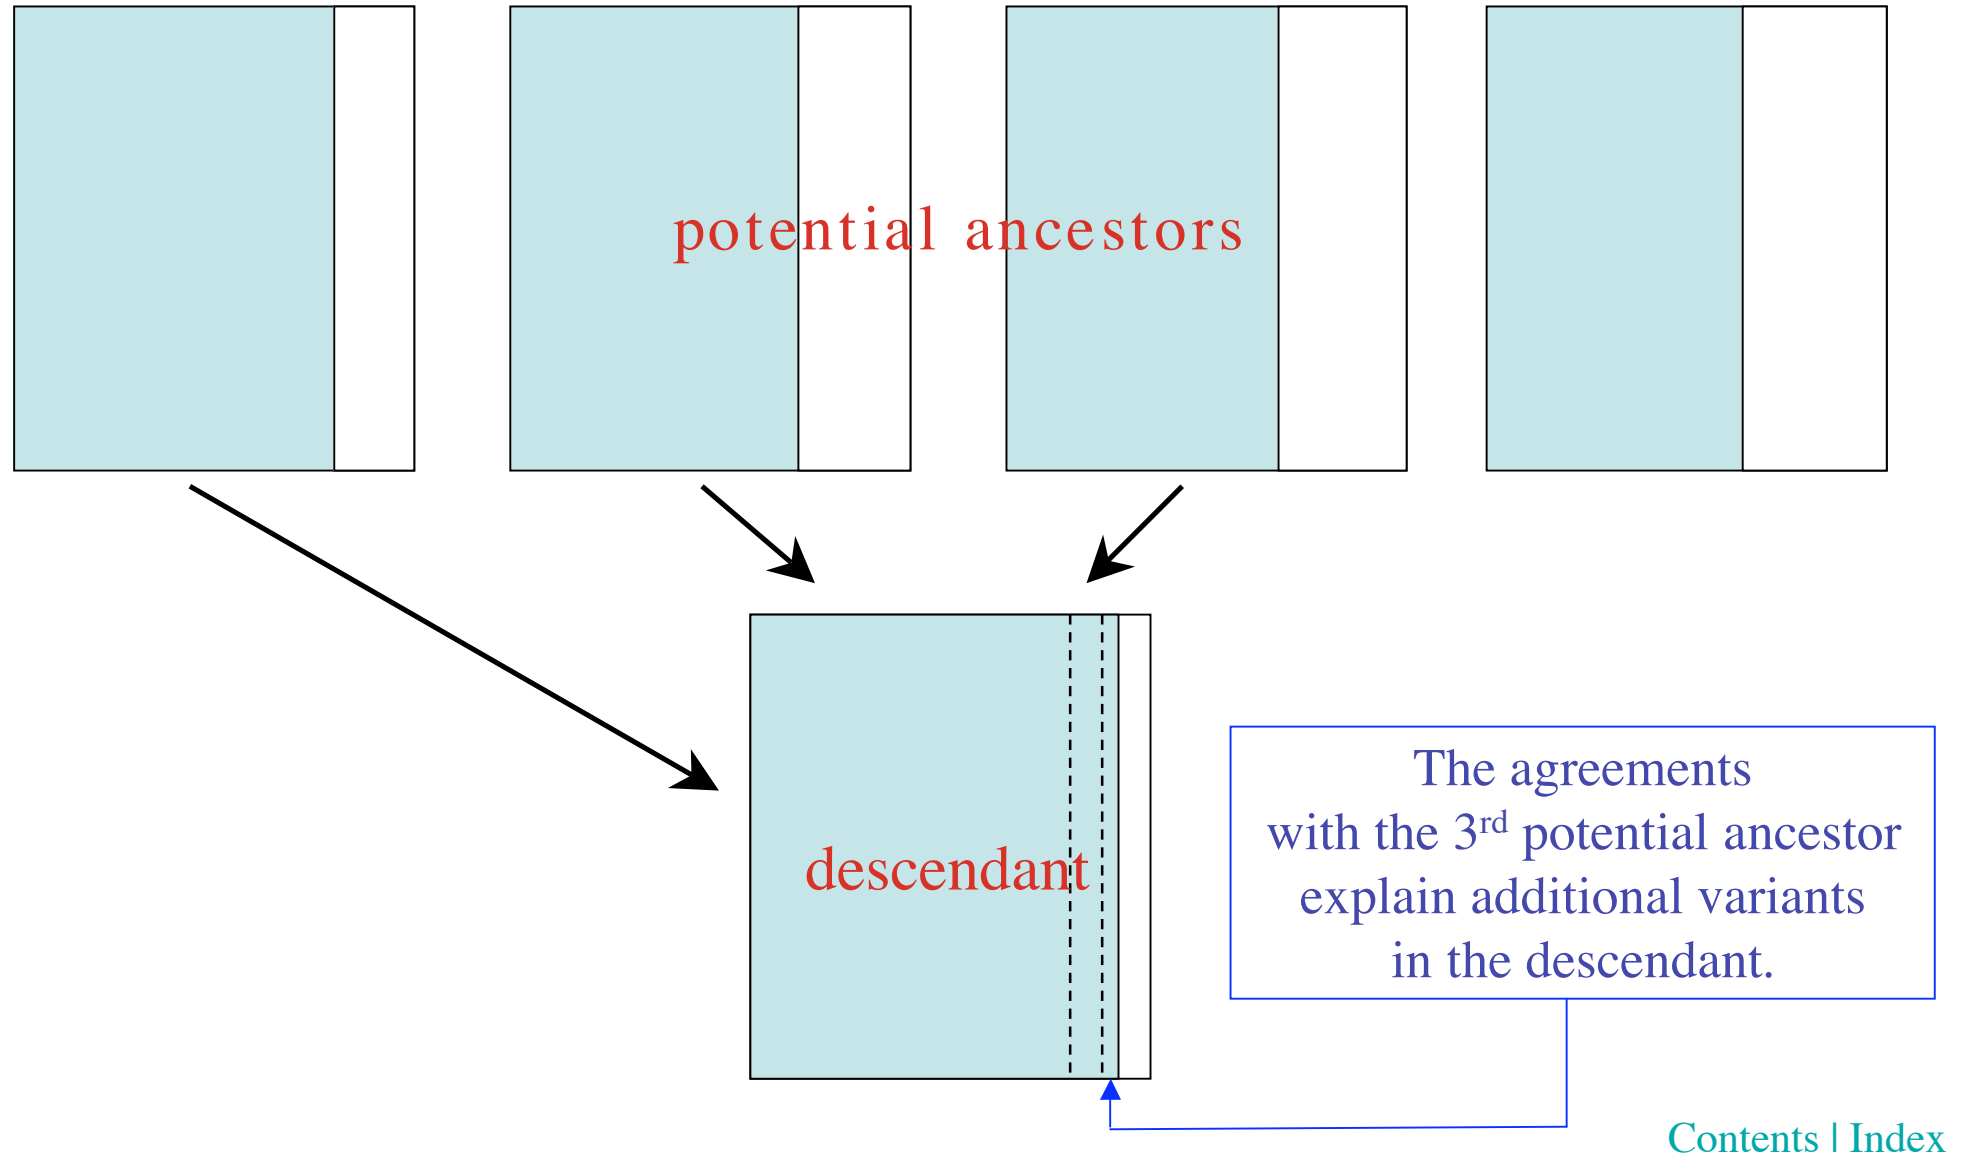 potential ancestors
descendant
The agreements
with the 3rd potential ancestor
explain additional variants
in the descendant.
Contents | Index